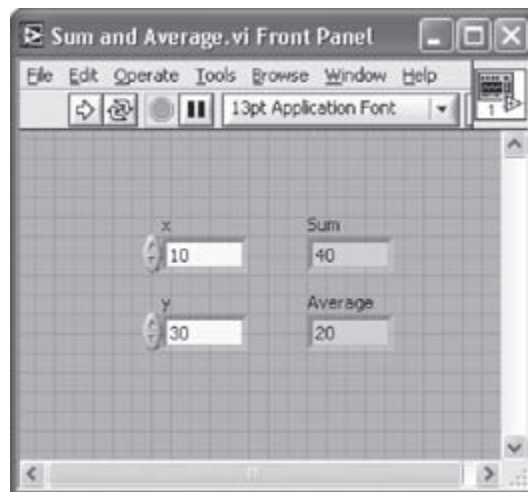 Sum and Average.vi Front Panel
File Edit Operate Tools Browse Window Help
13pt Application Font
1
x
10
Sum
40
y
30
Average
20